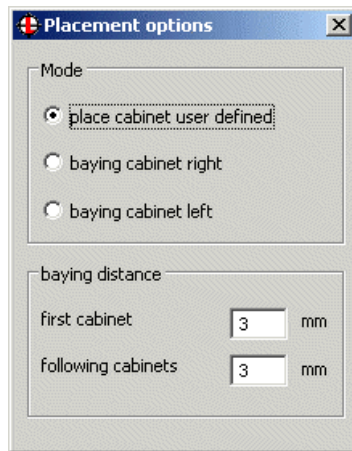 Placement options
Mode
place cabinet user defined
baying cabinet right
baying cabinet left
baying distance
first cabinet 3 mm
following cabinets 3 mm